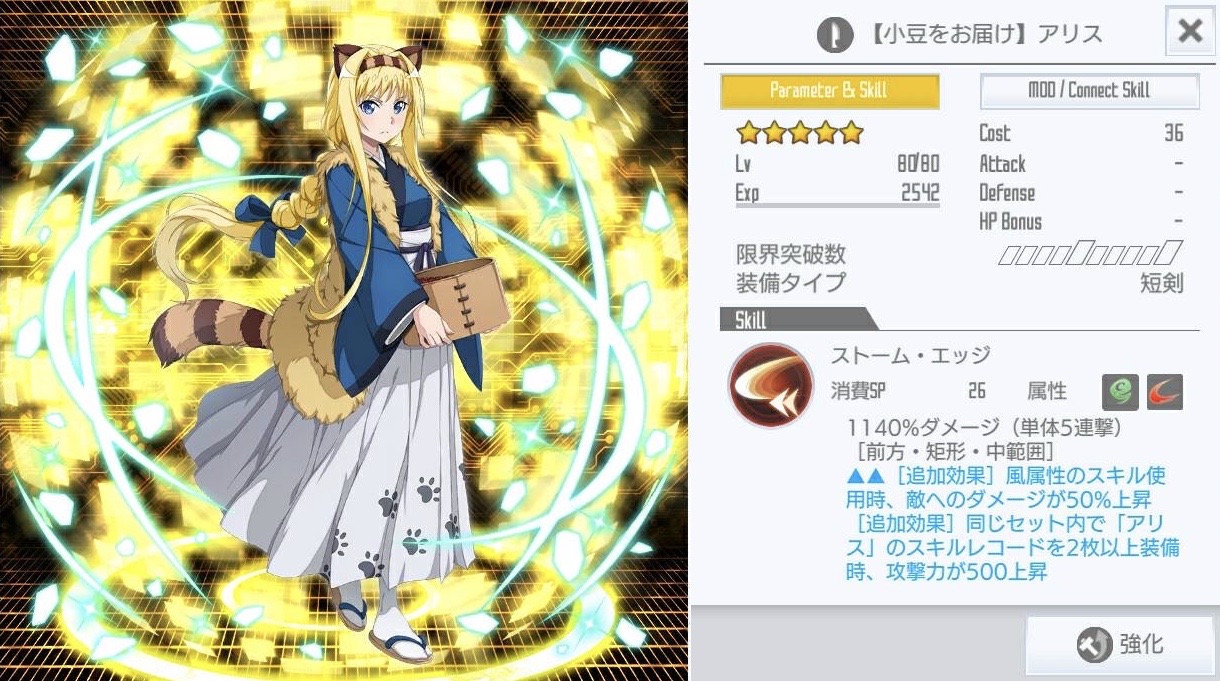 【小豆をお届け】アリス
Parameter & Skill
MOD / Connect Skill
Lv 80/80
Exp 2542
Cost 36
Attack -
Defense -
HP Bonus -
限界突破数
装備タイプ 短剣
Skill
ストーム・エッジ
消費SP 26 属性
1140%ダメージ（単体5連撃）
［前方・矩形・中範囲］
▲▲［追加効果］風属性のスキル使
用時、敵へのダメージが50%上昇
［追加効果］同じセット内で「アリ
ス」のスキルレコードを2枚以上装備
時、攻撃力が500上昇
強化